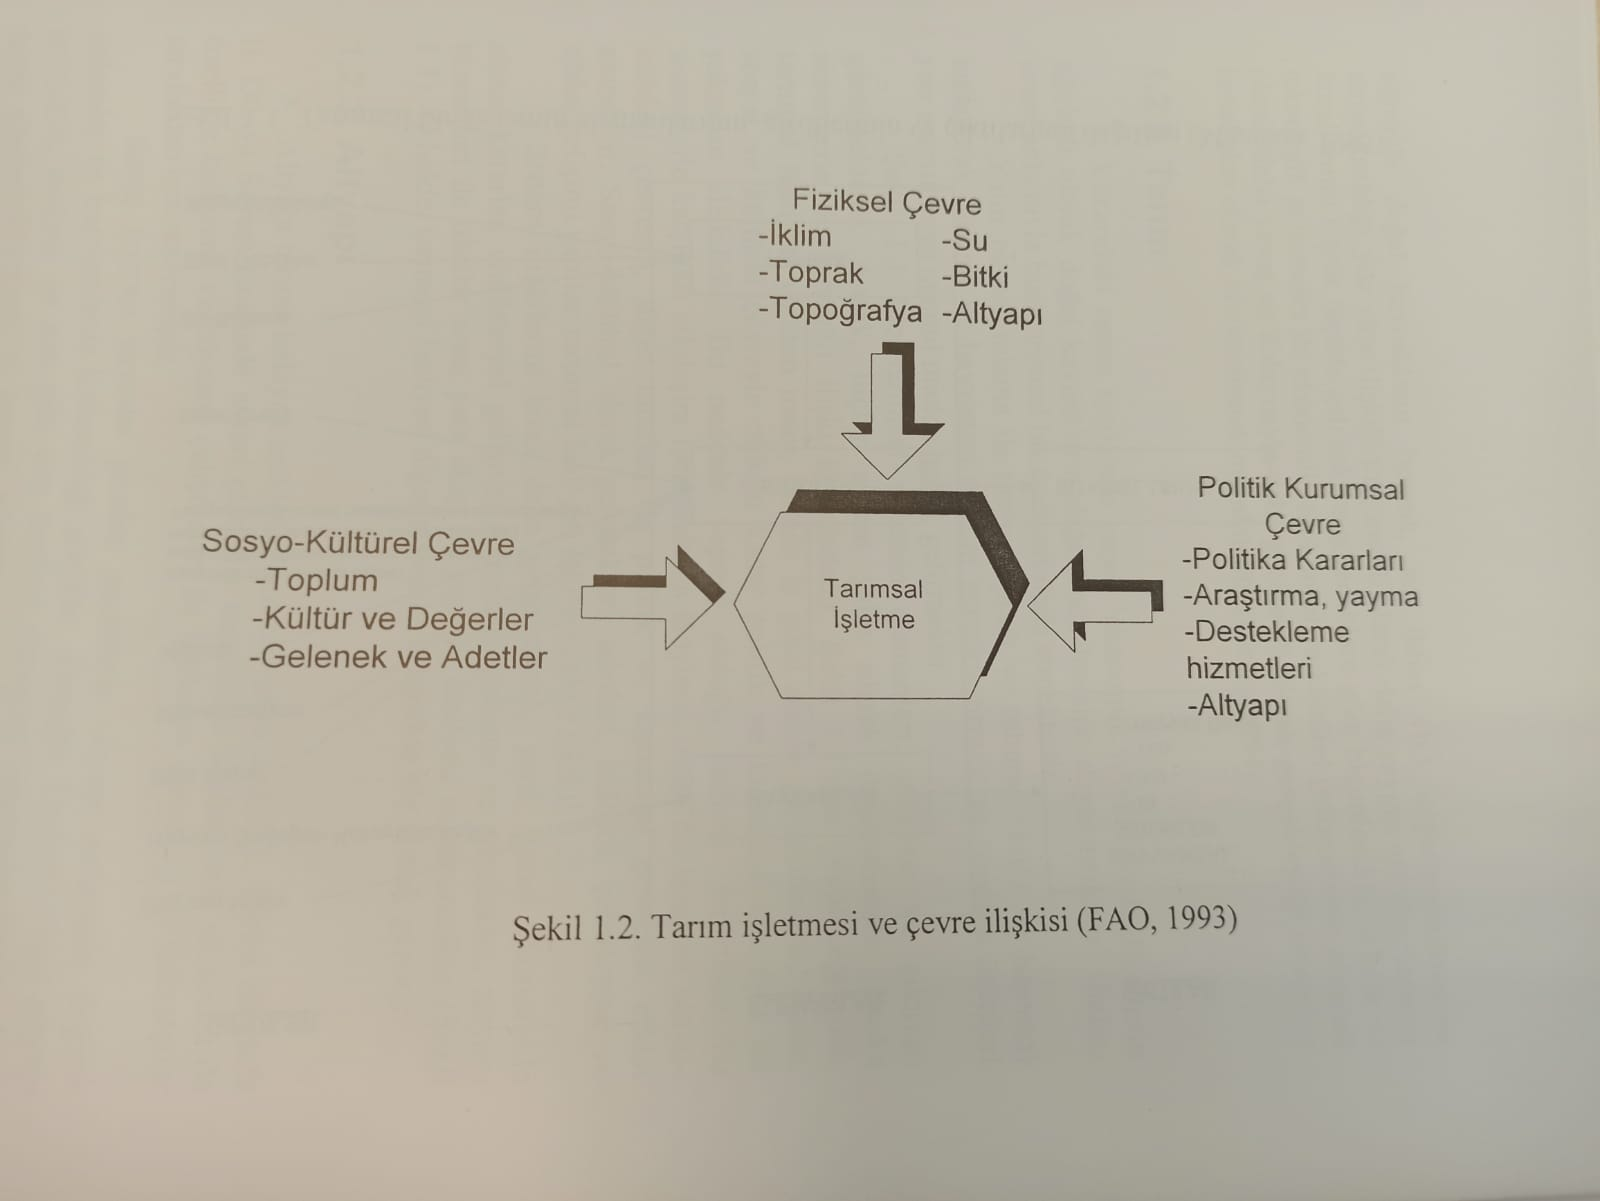 Fiziksel Çevre
-İklim -Su
-Toprak -Bitki
-Topoğrafya -Altyapı
Sosyo-Kültürel Çevre
-Toplum
-Kültür ve Değerler
-Gelenek ve Adetler
Tarımsal
İşletme
Politik Kurumsal
Çevre
-Politika Kararları
-Araştırma, yayma
-Destekleme
hizmetleri
-Altyapı
Şekil 1.2. Tarım işletmesi ve çevre ilişkisi (FAO, 1993)